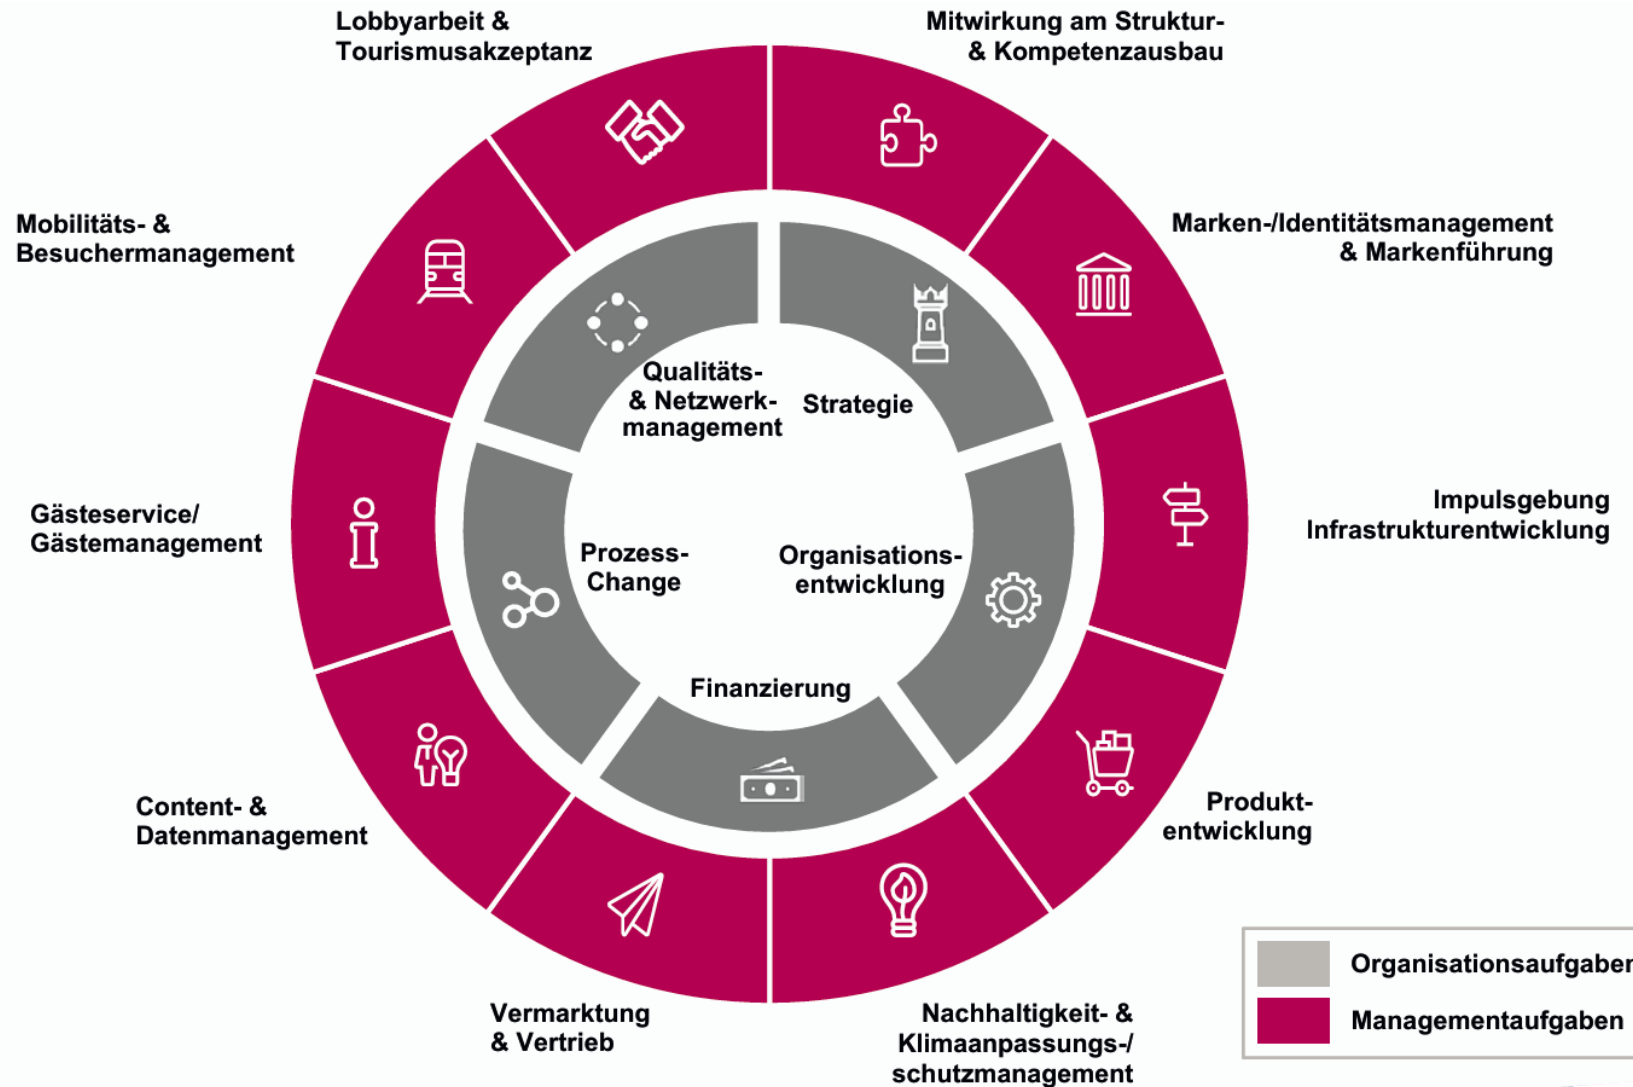 Lobbyarbeit &
Tourismusakzeptanz
Mitwirkung am Struktur-
& Kompetenzausbau
Mobilitäts- &
Besuchermanagement
Marken-/Identitätsmanagement
& Markenführung
Qualitäts-
& Netzwerk-
management
Strategie
Gästeservice/
Gästemanagement
Impulsgebung
Infrastrukturentwicklung
Prozess-
Change
Organisations-
entwicklung
Finanzierung
Content- &
Datenmanagement
Produkt-
entwicklung
Vermarktung
& Vertrieb
Nachhaltigkeit- &
Klimaanpassungs-/
schutzmanagement
Organisationsaufgaben
Managementaufgaben